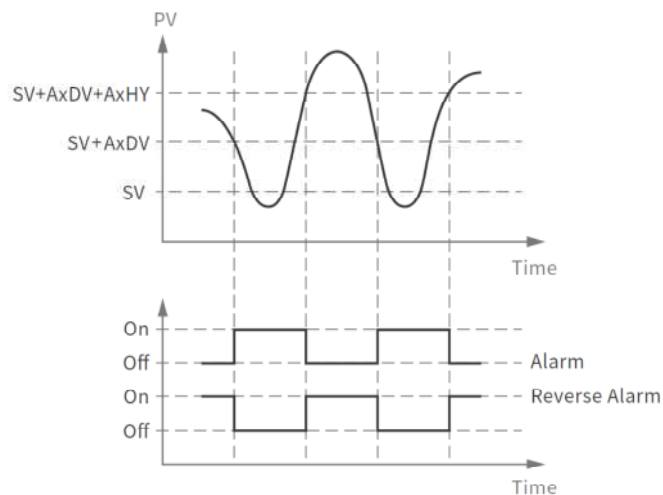 PV
SV+AxDV+AxHY
SV+AxDV
SV
Time
On
Off
Alarm
On
Reverse Alarm
Off
Time